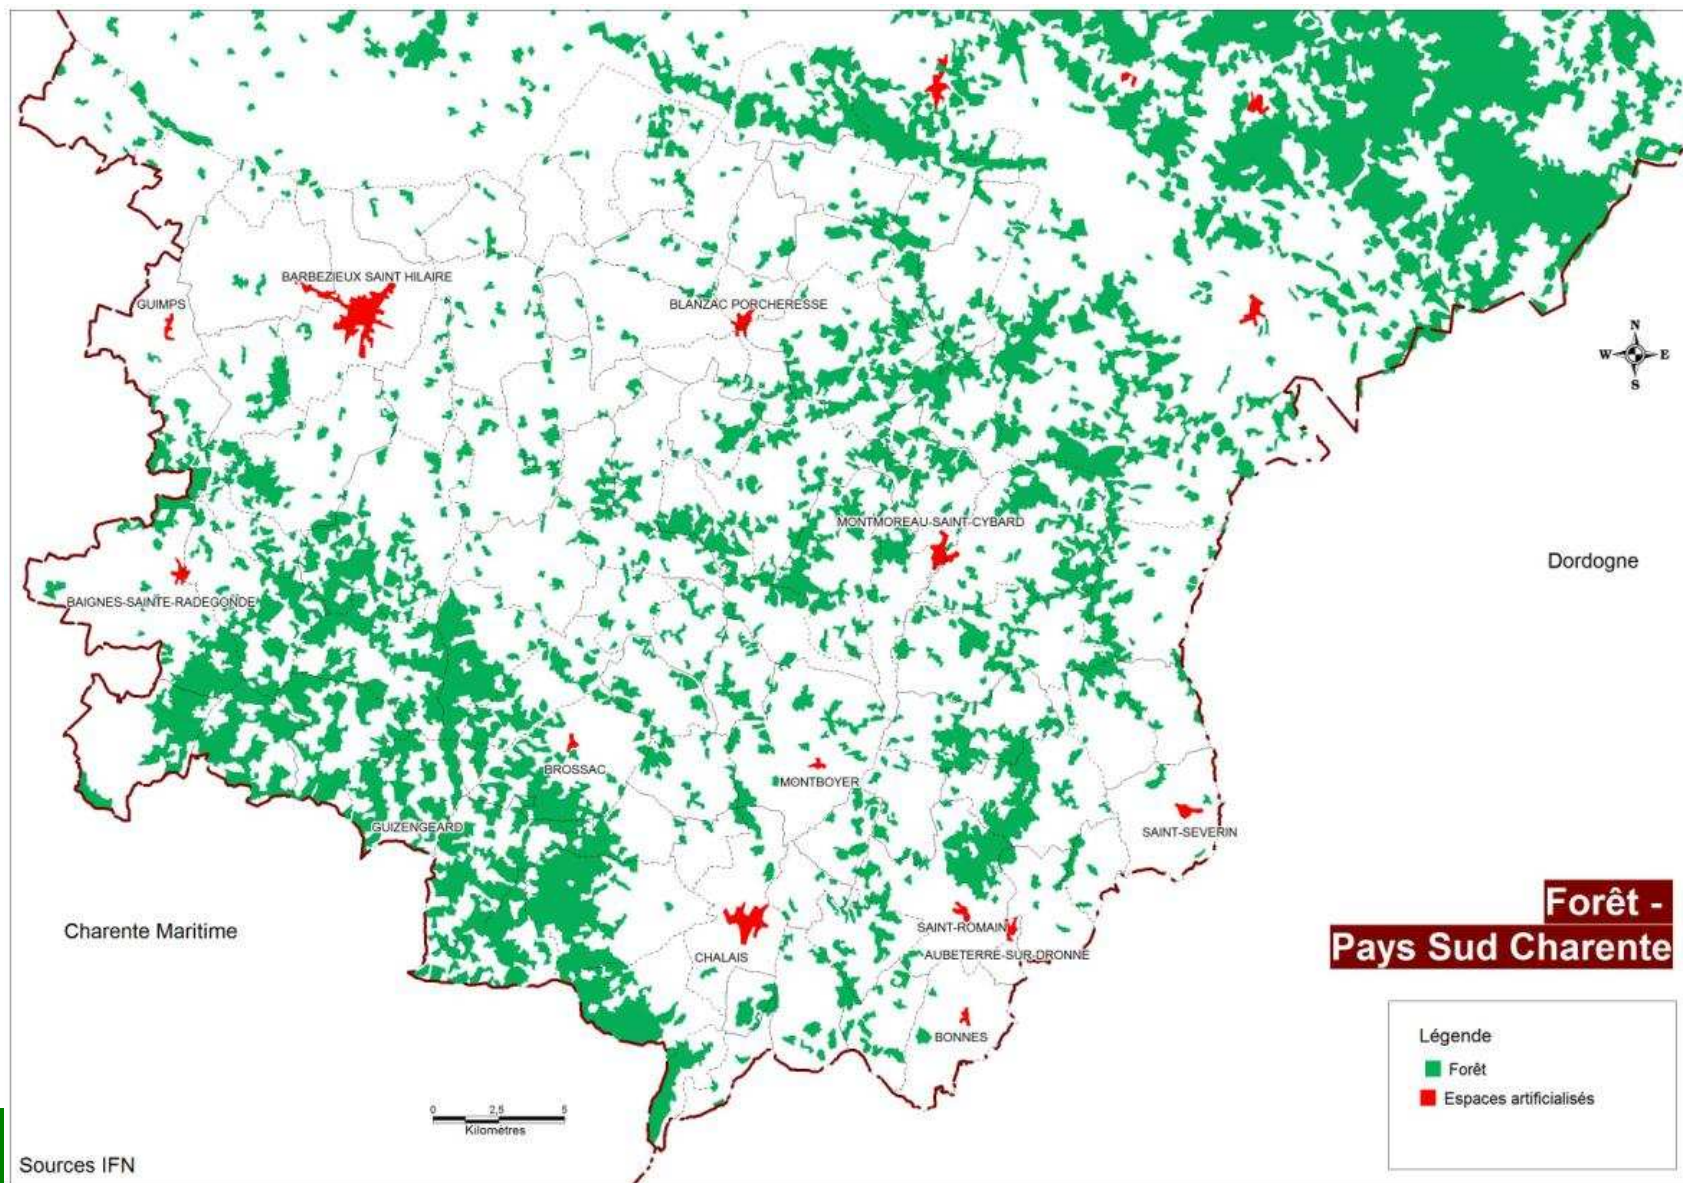 BARBEZIEUX SAINT HILAIRE
GUIMPS
BLANZAC PORCHERESSE
N
W E
S
MONTMOREAU-SAINT-CYBARD
Dordogne
BAIGNES-SAINTE-RADEGONDE
BROSSAC
MONTBOYER
GUIZENGEARD
SAINT-SEVERIN
Charente Maritime
Forêt -
Pays Sud Charente
SAINT-ROMAIN
AUBETERRE-SUR-DRONNE
CHALAIS
BONNES
Légende
Forêt
Espaces artificialisés
0 2,5 5
Kilomètres
Sources IFN